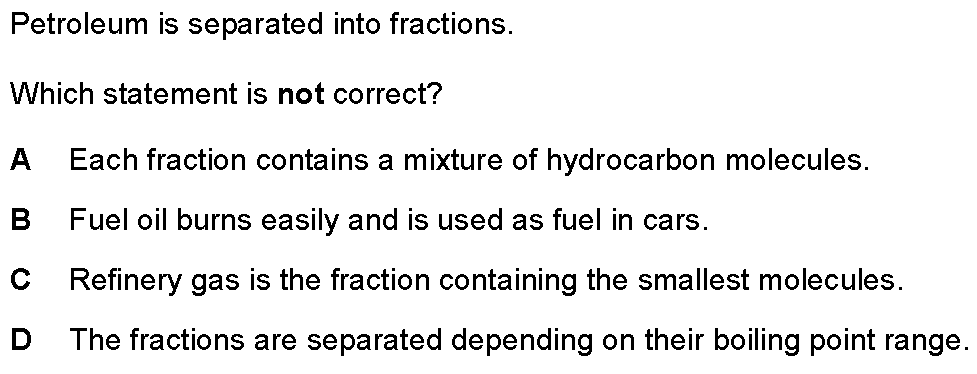 Petroleum is separated into fractions.
Which statement is not correct?
A Each fraction contains a mixture of hydrocarbon molecules.
B Fuel oil burns easily and is used as fuel in cars.
C Refinery gas is the fraction containing the smallest molecules.
D The fractions are separated depending on their boiling point range.